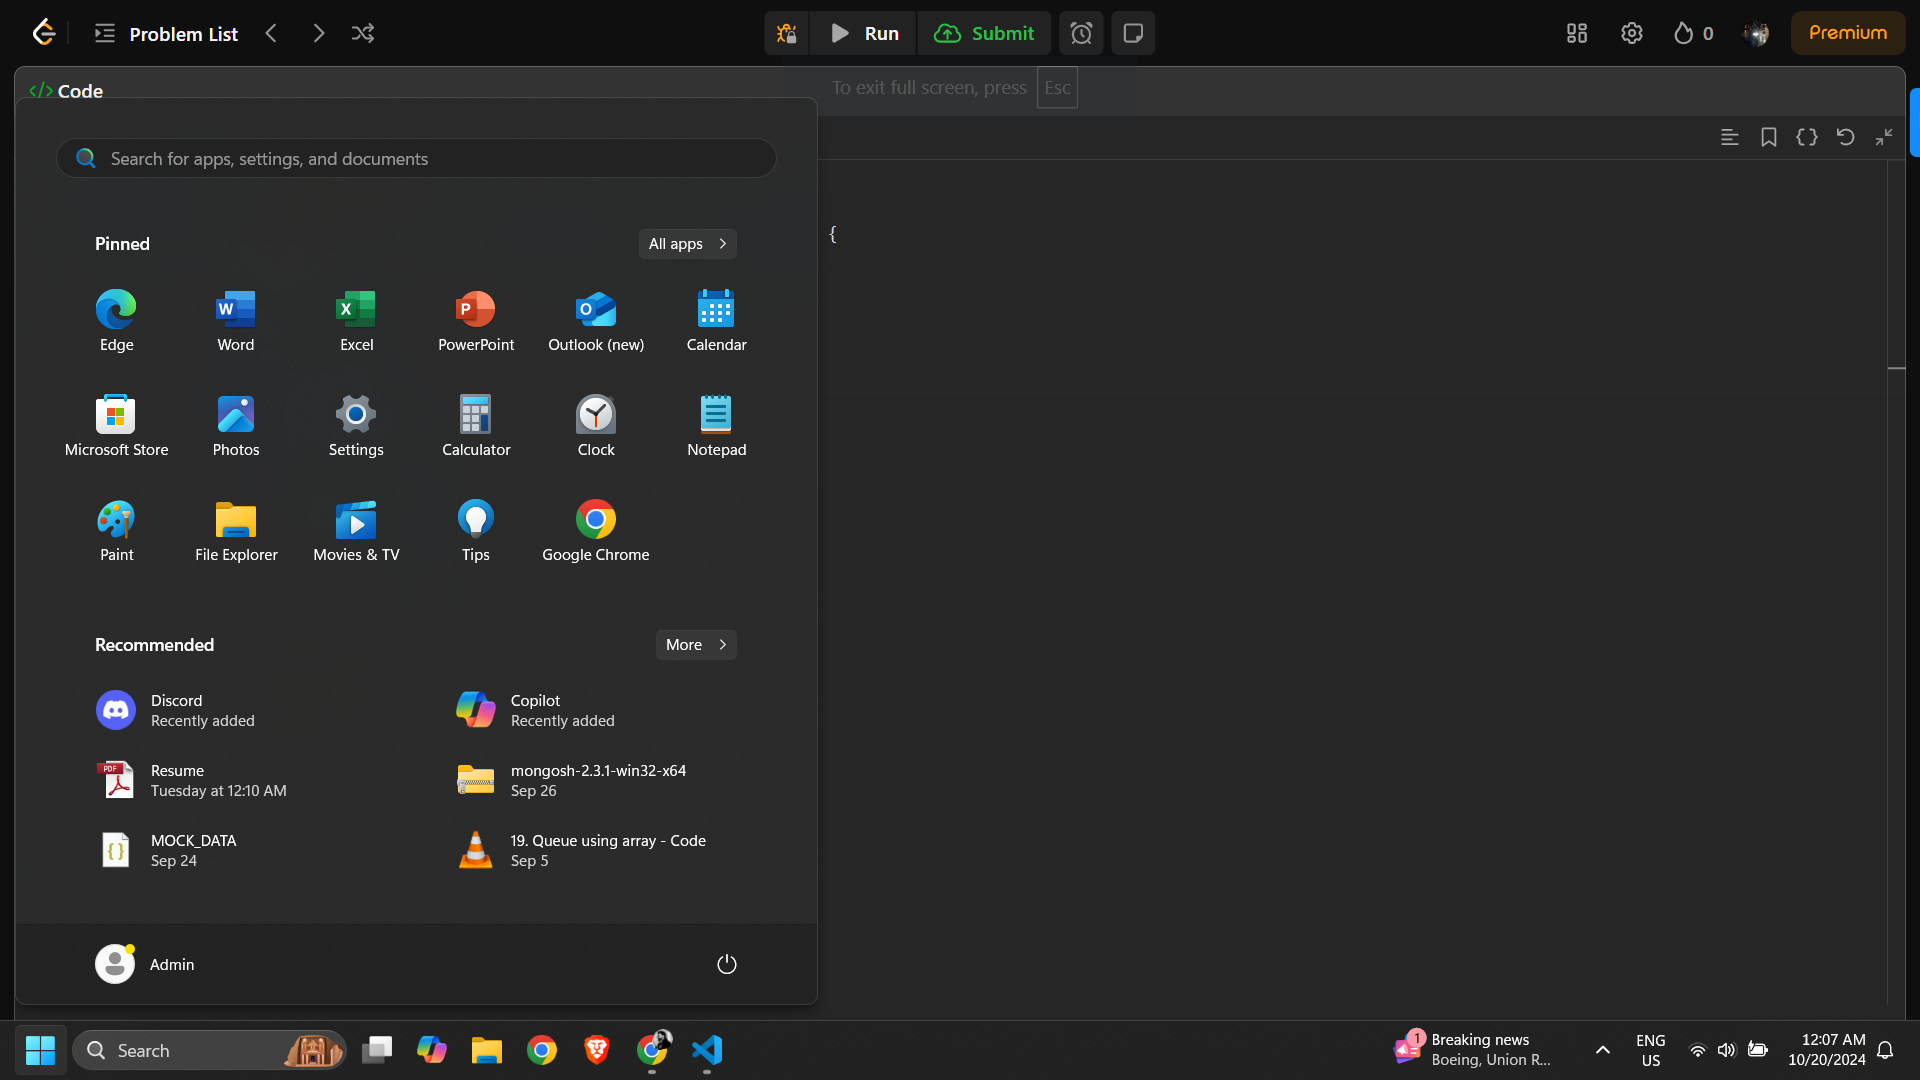 Problem List
Run
Submit
0
Premium
</> Code
To exit full screen, press Esc
Search for apps, settings, and documents
{
Pinned
All apps
Edge
Word
Excel
PowerPoint
Outlook (new)
Calendar
Microsoft Store
Photos
Settings
Calculator
Clock
Notepad
Paint
File Explorer
Movies & TV
Tips
Google Chrome
Recommended
More
Discord
Recently added
Copilot
Recently added
PDF
Resume
Tuesday at 12:10 AM
mongosh-2.3.1-win32-x64
Sep 26
MOCK_DATA
Sep 24
19. Queue using array - Code
Sep 5
Admin
Search
1
Breaking news
Boeing, Union R...
ENG
US
12:07 AM
10/20/2024